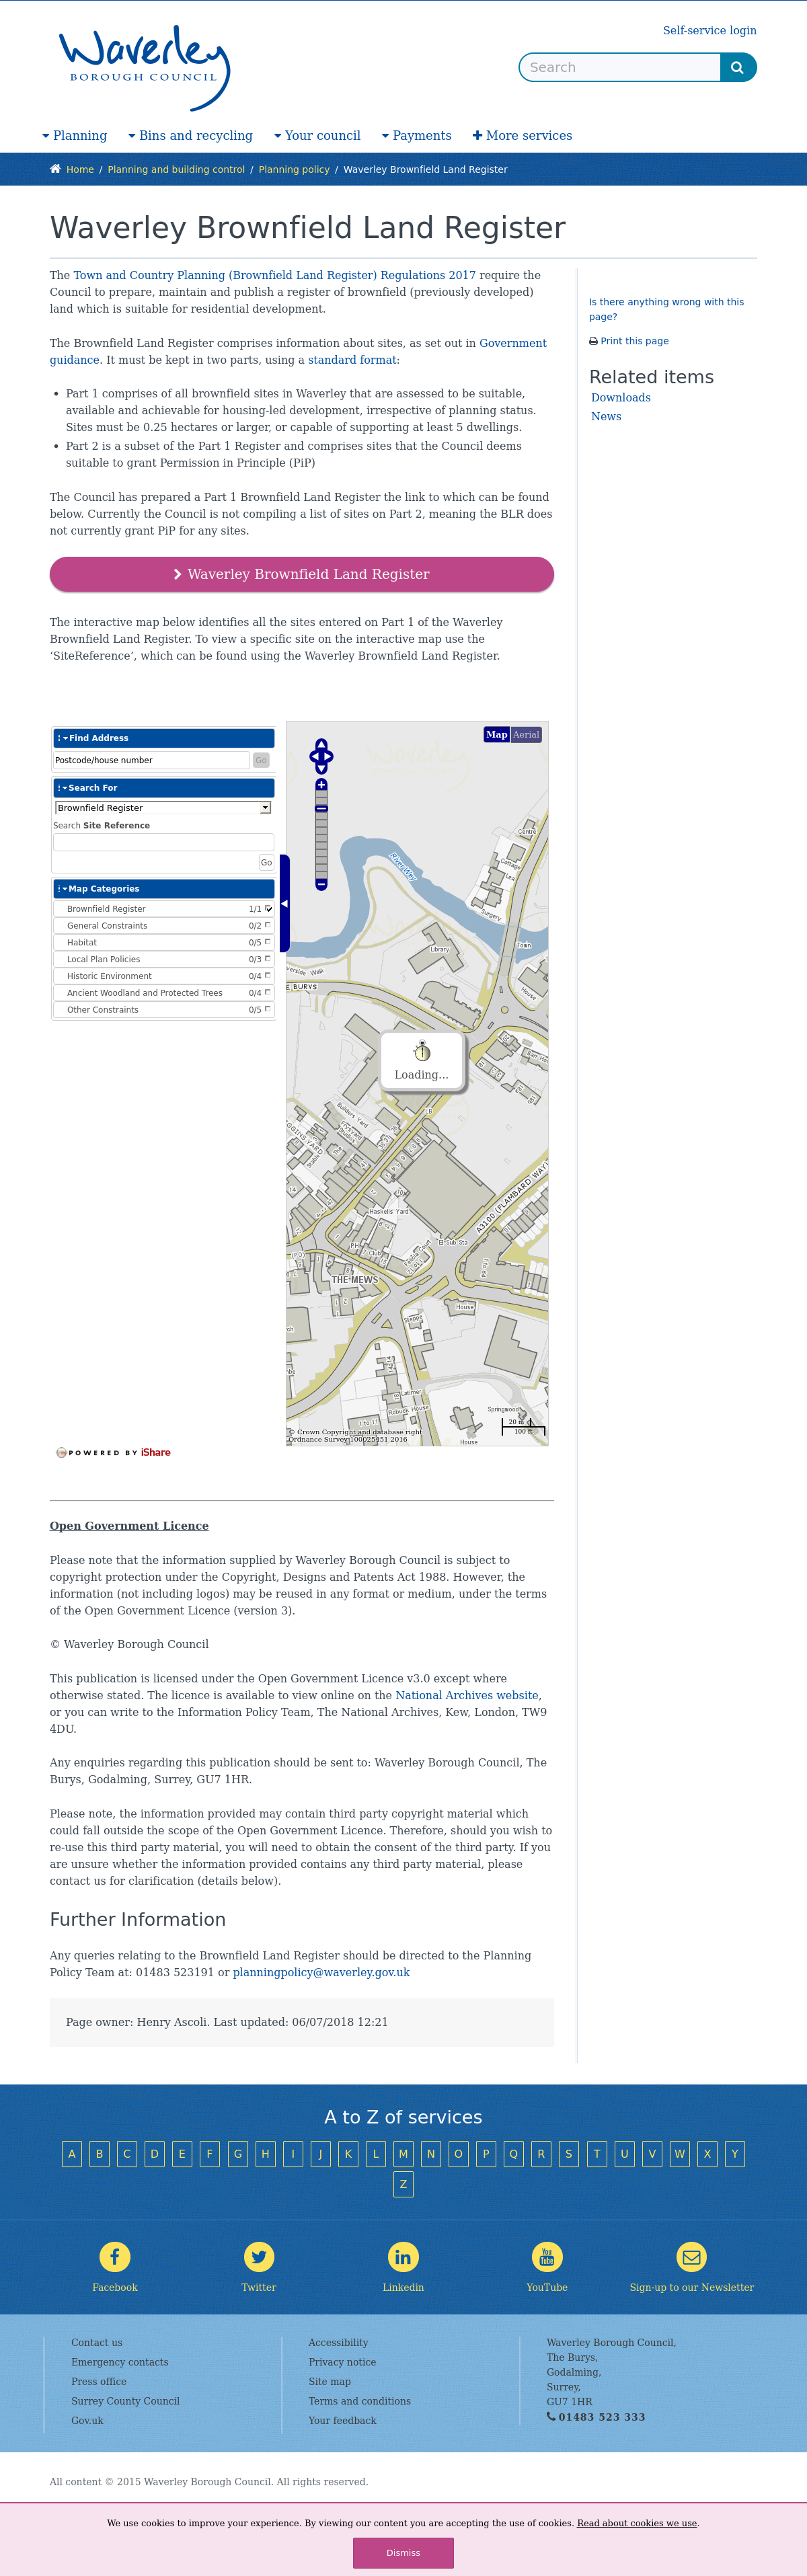 Waverley
BOROUGH COUNCIL
Self-service login
Search
Planning
Bins and recycling
Your council
Payments
More services
Home / Planning and building control / Planning policy / Waverley Brownfield Land Register
Waverley Brownfield Land Register
The Town and Country Planning (Brownfield Land Register) Regulations 2017 require the
Council to prepare, maintain and publish a register of brownfield (previously developed)
land which is suitable for residential development.
The Brownfield Land Register comprises information about sites, as set out in Government
guidance. It must be kept in two parts, using a standard format:
• Part 1 comprises of all brownfield sites in Waverley that are assessed to be suitable,
available and achievable for housing-led development, irrespective of planning status.
Sites must be 0.25 hectares or larger, or capable of supporting at least 5 dwellings.
• Part 2 is a subset of the Part 1 Register and comprises sites that the Council deems
suitable to grant Permission in Principle (PiP)
The Council has prepared a Part 1 Brownfield Land Register the link to which can be found
below. Currently the Council is not compiling a list of sites on Part 2, meaning the BLR does
not currently grant PiP for any sites.
Waverley Brownfield Land Register
The interactive map below identifies all the sites entered on Part 1 of the Waverley
Brownfield Land Register. To view a specific site on the interactive map use the
‘SiteReference’, which can be found using the Waverley Brownfield Land Register.
Is there anything wrong with this
page?
Print this page
Related items
Downloads
News
Find Address
Postcode/house number
Go
Search For
Brownfield Register
Search Site Reference
Go
Map Categories
Brownfield Register 1/1
General Constraints 0/2
Habitat 0/5
Local Plan Policies 0/3
Historic Environment 0/4
Ancient Woodland and Protected Trees 0/4
Other Constraints 0/5
POWERED BY iShare
Map Aerial
Centre
River Wey
Lea
Surgery
Town
Library
erside Walk
E BURYS
House
Loading...
LB
Builders Yard
Haskells Yard
A3100 (FLAMBARD WAY)
El Sub Sta
PH
Club
THE MEWS
House
Steppe
Latimer
House
1 to 11
Springwood
House
20 m
100 ft
© Crown Copyright and database right
Ordnance Survey 100025451 2016
Open Government Licence
Please note that the information supplied by Waverley Borough Council is subject to
copyright protection under the Copyright, Designs and Patents Act 1988. However, the
information (not including logos) may be reused in any format or medium, under the terms
of the Open Government Licence (version 3).
© Waverley Borough Council
This publication is licensed under the Open Government Licence v3.0 except where
otherwise stated. The licence is available to view online on the National Archives website,
or you can write to the Information Policy Team, The National Archives, Kew, London, TW9
4DU.
Any enquiries regarding this publication should be sent to: Waverley Borough Council, The
Burys, Godalming, Surrey, GU7 1HR.
Please note, the information provided may contain third party copyright material which
could fall outside the scope of the Open Government Licence. Therefore, should you wish to
re-use this third party material, you will need to obtain the consent of the third party. If you
are unsure whether the information provided contains any third party material, please
contact us for clarification (details below).
Further Information
Any queries relating to the Brownfield Land Register should be directed to the Planning
Policy Team at: 01483 523191 or planningpolicy@waverley.gov.uk
Page owner: Henry Ascoli. Last updated: 06/07/2018 12:21
A to Z of services
A B C D E F G H I J K L M N O P Q R S T U V W X Y
Z
Facebook
Twitter
Linkedin
YouTube
Sign-up to our Newsletter
Contact us
Emergency contacts
Press office
Surrey County Council
Gov.uk
Accessibility
Privacy notice
Site map
Terms and conditions
Your feedback
Waverley Borough Council,
The Burys,
Godalming,
Surrey,
GU7 1HR
01483 523 333
All content © 2015 Waverley Borough Council. All rights reserved.
We use cookies to improve your experience. By viewing our content you are accepting the use of cookies. Read about cookies we use.
Dismiss